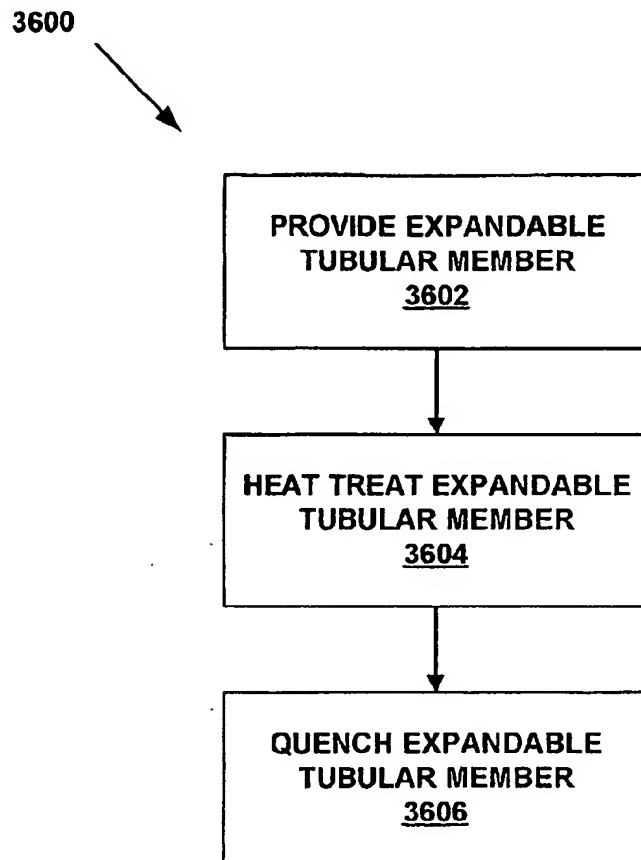 3600
PROVIDE EXPANDABLE
TUBULAR MEMBER
3602
HEAT TREAT EXPANDABLE
TUBULAR MEMBER
3604
QUENCH EXPANDABLE
TUBULAR MEMBER
3606